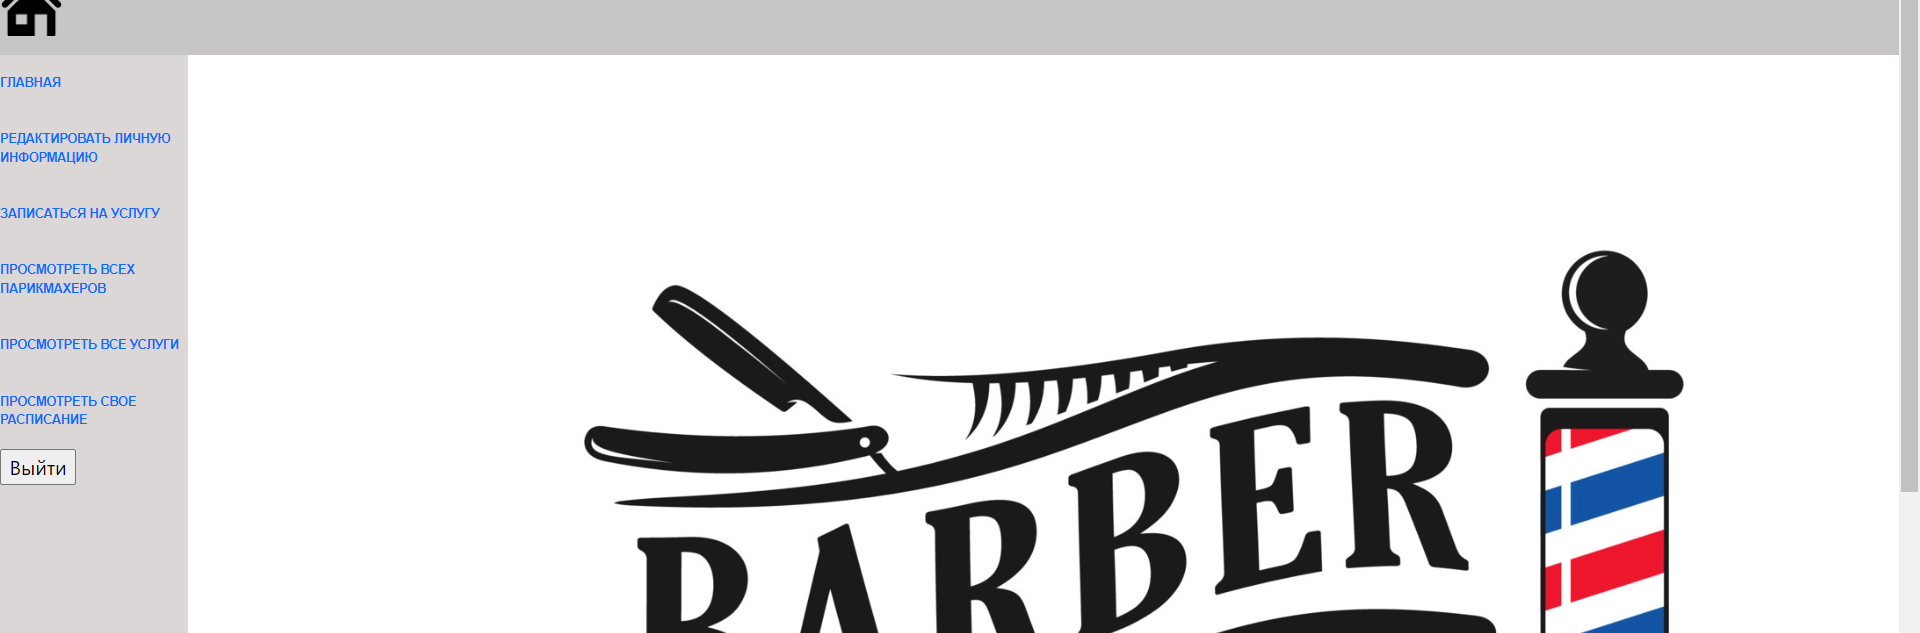 ГЛАВНАЯ
РЕДАКТИРОВАТЬ ЛИЧНУЮ
ИНФОРМАЦИЮ
ЗАПИСАТЬСЯ НА УСЛУГУ
ПРОСМОТРЕТЬ ВСЕХ
ПАРИКМАХЕРОВ
ПРОСМОТРЕТЬ ВСЕ УСЛУГИ
ПРОСМОТРЕТЬ СВОЕ
РАСПИСАНИЕ
Выйти
BARBER